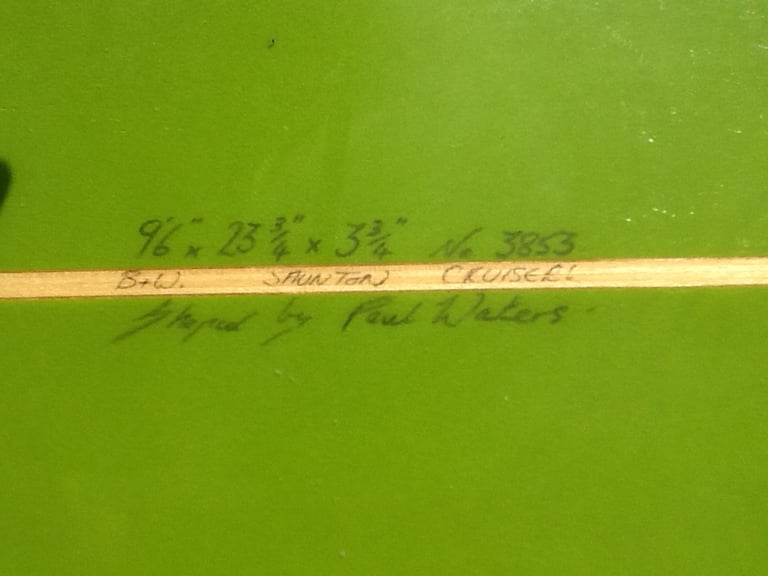 9'6" x 23 3/4" x 3 3/4" No 3853
B+W. SAUNTON CRUISER!
Shaped by Paul Waters